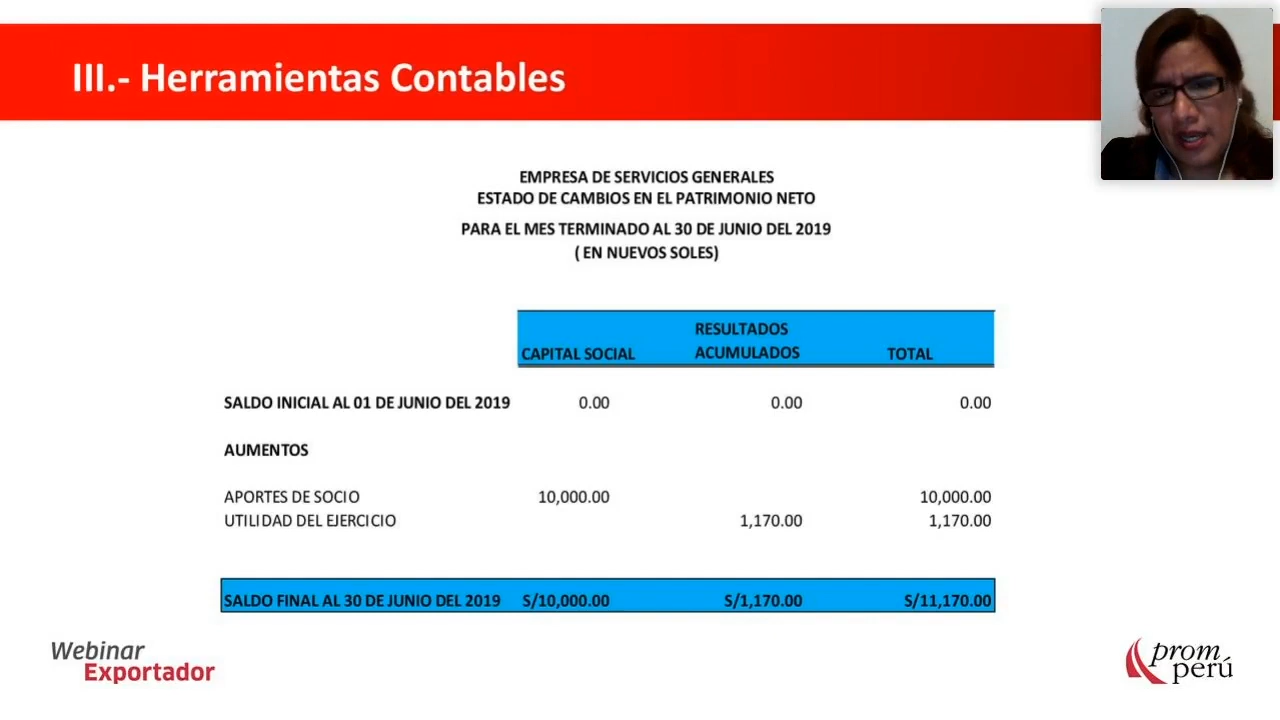 III.- Herramientas Contables
EMPRESA DE SERVICIOS GENERALES
ESTADO DE CAMBIOS EN EL PATRIMONIO NETO
PARA EL MES TERMINADO AL 30 DE JUNIO DEL 2019
( EN NUEVOS SOLES)
RESULTADOS
CAPITAL SOCIAL ACUMULADOS TOTAL
SALDO INICIAL AL 01 DE JUNIO DEL 2019 0.00 0.00 0.00
AUMENTOS
APORTES DE SOCIO 10,000.00 10,000.00
UTILIDAD DEL EJERCICIO 1,170.00 1,170.00
SALDO FINAL AL 30 DE JUNIO DEL 2019 S/10,000.00 S/1,170.00 S/11,170.00
Webinar
Exportador
prom
perú